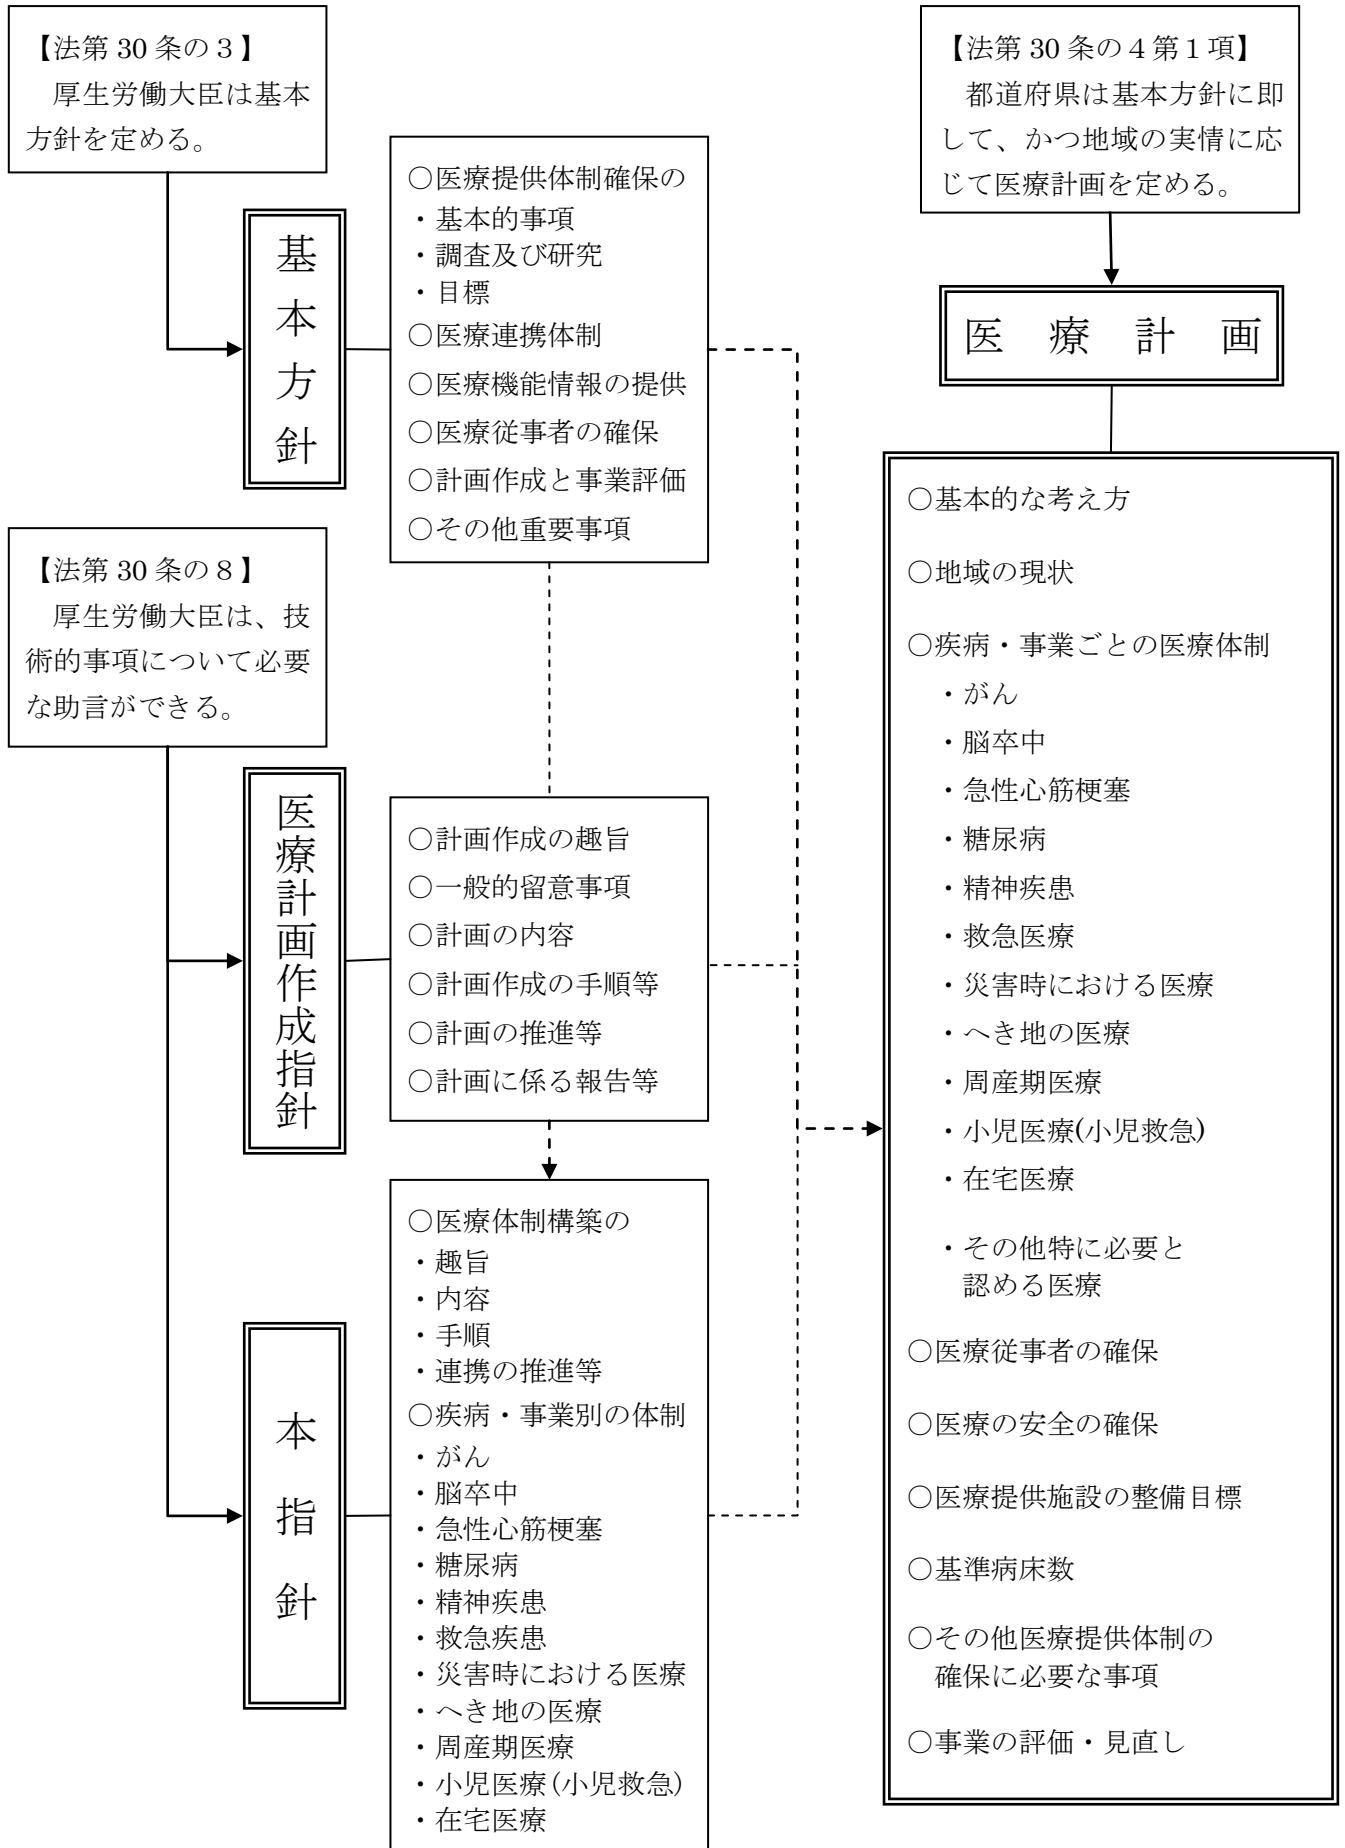 【法第 30 条の３】
厚生労働大臣は基本
方針を定める。
基本方針
○医療提供体制確保の
・基本的事項
・調査及び研究
・目標
○医療連携体制
○医療機能情報の提供
○医療従事者の確保
○計画作成と事業評価
○その他重要事項
【法第 30 条の８】
厚生労働大臣は、技
術的事項について必要
な助言ができる。
医療計画作成指針
○計画作成の趣旨
○一般的留意事項
○計画の内容
○計画作成の手順等
○計画の推進等
○計画に係る報告等
本指針
○医療体制構築の
・趣旨
・内容
・手順
・連携の推進等
○疾病・事業別の体制
・がん
・脳卒中
・急性心筋梗塞
・糖尿病
・精神疾患
・救急疾患
・災害時における医療
・へき地の医療
・周産期医療
・小児医療(小児救急)
・在宅医療
【法第 30 条の４第１項】
都道府県は基本方針に即
して、かつ地域の実情に応
じて医療計画を定める。
医 療 計 画
○基本的な考え方
○地域の現状
○疾病・事業ごとの医療体制
・がん
・脳卒中
・急性心筋梗塞
・糖尿病
・精神疾患
・救急医療
・災害時における医療
・へき地の医療
・周産期医療
・小児医療(小児救急)
・在宅医療
・その他特に必要と
認める医療
○医療従事者の確保
○医療の安全の確保
○医療提供施設の整備目標
○基準病床数
○その他医療提供体制の
確保に必要な事項
○事業の評価・見直し